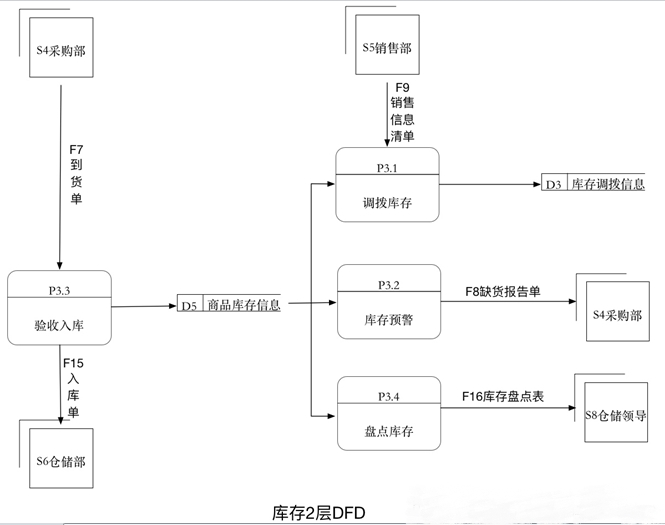 S4采购部
S5销售部
F9
销售
信息
清单
F7
到
货
单
P3.1
调拨库存
D3 库存调拨信息
P3.3
验收入库
D5 商品库存信息
P3.2
库存预警
F8缺货报告单
S4采购部
F15
入
库
单
P3.4
盘点库存
F16库存盘点表
S8仓储领导
S6仓储部
库存2层DFD